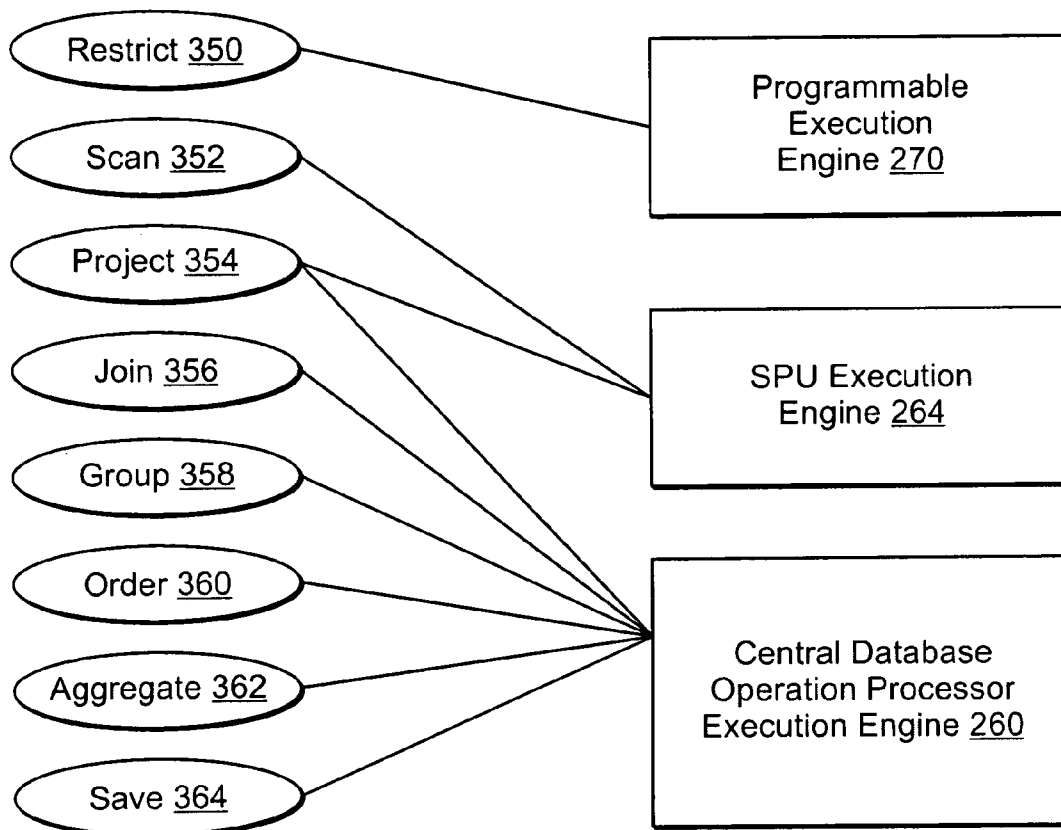 Restrict 350
Scan 352
Project 354
Join 356
Group 358
Order 360
Aggregate 362
Save 364
Programmable
Execution
Engine 270
SPU Execution
Engine 264
Central Database
Operation Processor
Execution Engine 260